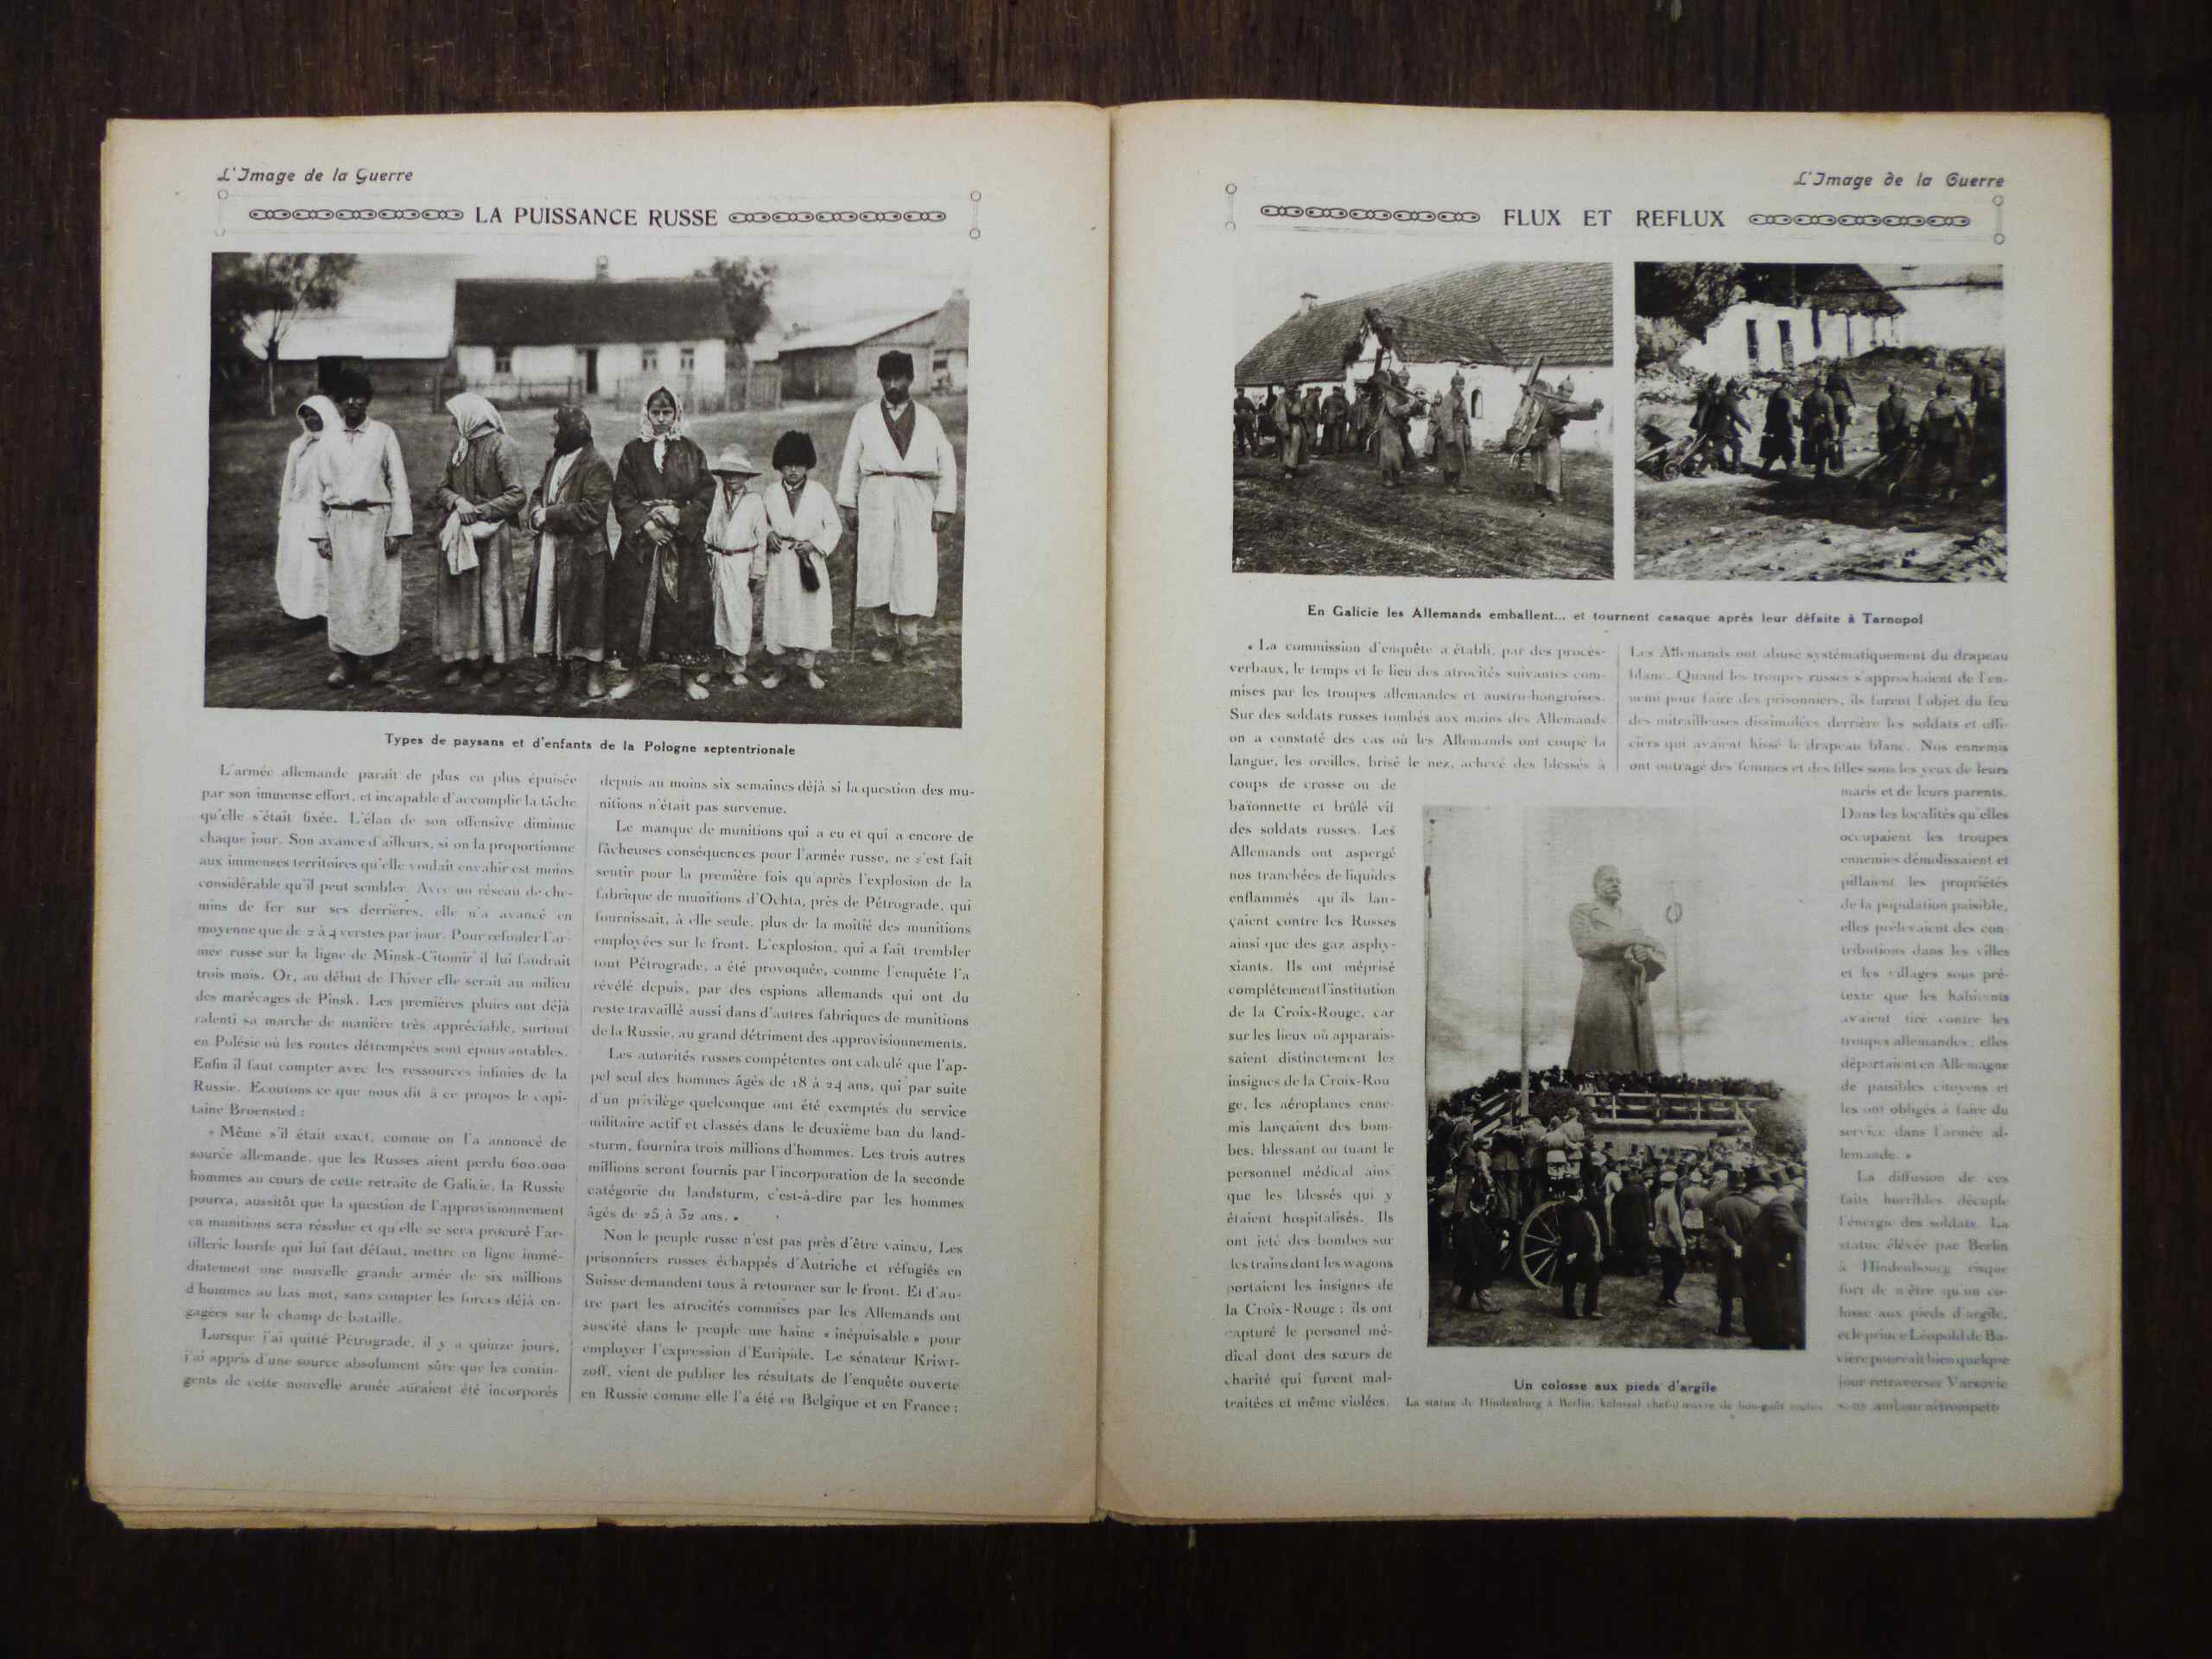 L'Image de la Guerre
LA PUISSANCE RUSSE
Types de paysans et d'enfants de la Pologne septentrionale
L'armée allemande parait de plus en plus épuisée
par son immense effort, et incapable d'accomplir la tâche
qu'elle s'était fixée. L'élan de son offensive diminue
chaque jour. Son avance d'ailleurs, si on la proportionne
aux immenses territoires qu'elle voulait envahir est moins
considérable qu'il peut sembler. Avec un réseau de che-
mins de fer sur ses derrières, elle n'a avancé en
moyenne que de 2 à 4 verstes par jour. Pour refouler l'ar-
mée russe sur la ligne de Minsk-Citomir il lui faudrait
trois mois. Or, au début de l'hiver elle serait au milieu
des marécages de Pinsk. Les premières pluies ont déjà
ralenti sa marche de manière très appréciable, surtout
en Polésie où les routes détrempées sont épouvantables.
Enfin il faut compter avec les ressources infinies de la
Russie. Ecoutons ce que nous dit à ce propos le capi-
taine Broensted :
« Même s'il était exact, comme on l'a annoncé de
source allemande, que les Russes aient perdu 600.000
hommes au cours de cette retraite de Galicie, la Russie
pourra, aussitôt que la question de l'approvisionnement
en munitions sera résolue et qu'elle se sera procuré l'ar-
tillerie lourde qui lui fait défaut, mettre en ligne immé-
diatement une nouvelle grande armée de six millions
d'hommes au bas mot, sans compter les forces déjà en-
gagées sur le champ de bataille.
Lorsque j'ai quitté Pétrograde, il y a quinze jours,
j'ai appris d'une source absolument sûre que les contin-
gents de cette nouvelle armée auraient été incorporés
depuis au moins six semaines déjà si la question des mu-
nitions n'était pas survenue.
Le manque de munitions qui a eu et qui a encore de
fâcheuses conséquences pour l'armée russe, ne s'est fait
sentir pour la première fois qu'après l'explosion de la
fabrique de munitions d'Ochta, près de Pétrograde, qui
fournissait, à elle seule, plus de la moitié des munitions
employées sur le front. L'explosion, qui a fait trembler
tout Pétrograde, a été provoquée, comme l'enquête l'a
révélé depuis, par des espions allemands qui ont du
reste travaillé aussi dans d'autres fabriques de munitions
de la Russie, au grand détriment des approvisionnements.
Les autorités russes compétentes ont calculé que l'ap-
pel seul des hommes âgés de 18 à 24 ans, qui par suite
d'un privilège quelconque ont été exemptés du service
militaire actif et classés dans le deuxième ban du land-
sturm, fournira trois millions d'hommes. Les trois autres
millions seront fournis par l'incorporation de la seconde
catégorie du landsturm, c'est-à-dire par les hommes
âgés de 25 à 32 ans. »
Non le peuple russe n'est pas près d'être vaincu, Les
prisonniers russes échappés d'Autriche et réfugiés en
Suisse demandent tous à retourner sur le front. Et d'au-
tre part les atrocités commises par les Allemands ont
suscité dans le peuple une haine « inépuisable » pour
employer l'expression d'Euripide. Le sénateur Kriwt-
zoff, vient de publier les résultats de l'enquête ouverte
en Russie comme elle l'a été en Belgique et en France :
L'Image de la Guerre
FLUX ET REFLUX
En Galicie les Allemands emballent... et tournent casaque après leur défaite à Tarnopol
« La commission d'enquête a établi, par des procès-
verbaux, le temps et le lieu des atrocités suivantes com-
mises par les troupes allemandes et austro-hongroises.
Sur des soldats russes tombés aux mains des Allemands
on a constaté des cas où les Allemands ont coupé la
langue, les oreilles, brisé le nez, achevé des blessés à
coups de crosse ou de
baïonnette et brûlé vif
des soldats russes. Les
Allemands ont aspergé
nos tranchées de liquides
enflammés qu'ils lan-
çaient contre les Russes
ainsi que des gaz asphy-
xiants. Ils ont méprisé
complètement l'institution
de la Croix-Rouge, car
sur les lieux où apparais-
saient distinctement les
insignes de la Croix-Rou
ge, les aéroplanes enne-
mis lançaient des bom-
bes, blessant ou tuant le
personnel médical ains
que les blessés qui y
étaient hospitalisés. Ils
ont jeté des bombes sur
les trains dont les wagons
portaient les insignes de
la Croix-Rouge ; ils ont
capturé le personel mé-
dical dont des sœurs de
charité qui furent mal-
traitées et même violées.
Un colosse aux pieds d'argile
La statue de Hindenburg à Berlin, kolossal chef-d'œuvre de bon-goût
Les Allemands ont abusé systématiquement du drapeau
blanc. Quand les troupes russes s'approchaient de l'en-
nemi pour faire des prisonniers, ils furent l'objet du feu
des mitrailleuses dissimulées derrière les soldats et offi-
ciers qui avaient hissé le drapeau blanc. Nos ennemis
ont outragé des femmes et des filles sous les yeux de leurs
maris et de leurs parents.
Dans les localités qu'elles
occupaient les troupes
ennemies démolissaient et
pillaient les propriétés
de la population paisible,
elles prélevaient des con-
tributions dans les villes
et les villages sous pré-
texte que les habitants
avaient tiré contre les
troupes allemandes, elles
déportaient en Allemagne
de paisibles citoyens et
les ont obligés à faire du
service dans l'armée al-
lemande. »
La diffusion de ces
faits horribles décuple
l'énergie des soldats. La
statue élévée par Berlin
à Hindenbourg risque
fort de n'être qu'un co-
losse aux pieds d'argile,
et le prince Léopold de Ba-
vière pourrait bien quelque
jour retraverser Varsovie
sans tambour ni trompette